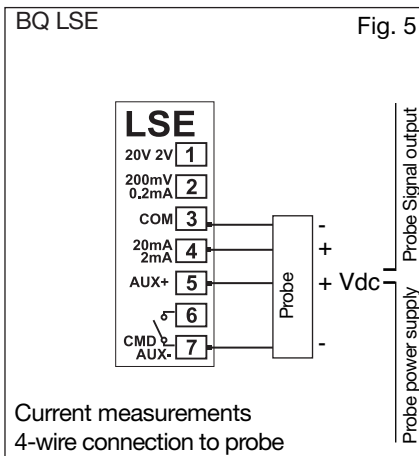 BQ LSE
Fig. 5
LSE
20V 2V 1
200mV
0.2mA 2
COM 3
20mA
2mA 4
AUX+ 5
6
CMD
AUX- 7
Probe
-
+
+ Vdc
-
Probe Signal output
Probe power supply
Current measurements
4-wire connection to probe